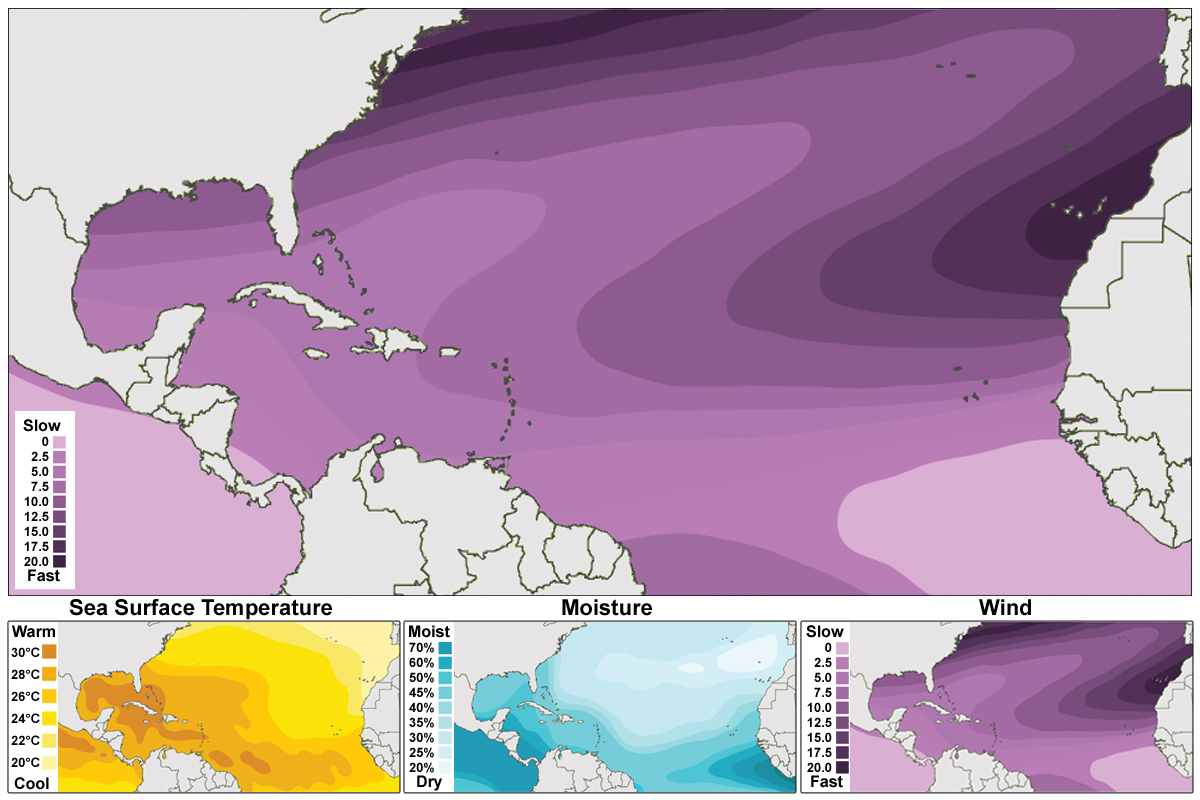 Slow
0
2.5
5.0
7.5
10.0
12.5
15.0
17.5
20.0
Fast
Sea Surface Temperature
Moisture
Wind
Warm
30°C
28°C
26°C
24°C
22°C
20°C
Cool
Moist
70%
60%
50%
45%
40%
35%
30%
25%
20%
Dry
Slow
0
2.5
5.0
7.5
10.0
12.5
15.0
17.5
20.0
Fast